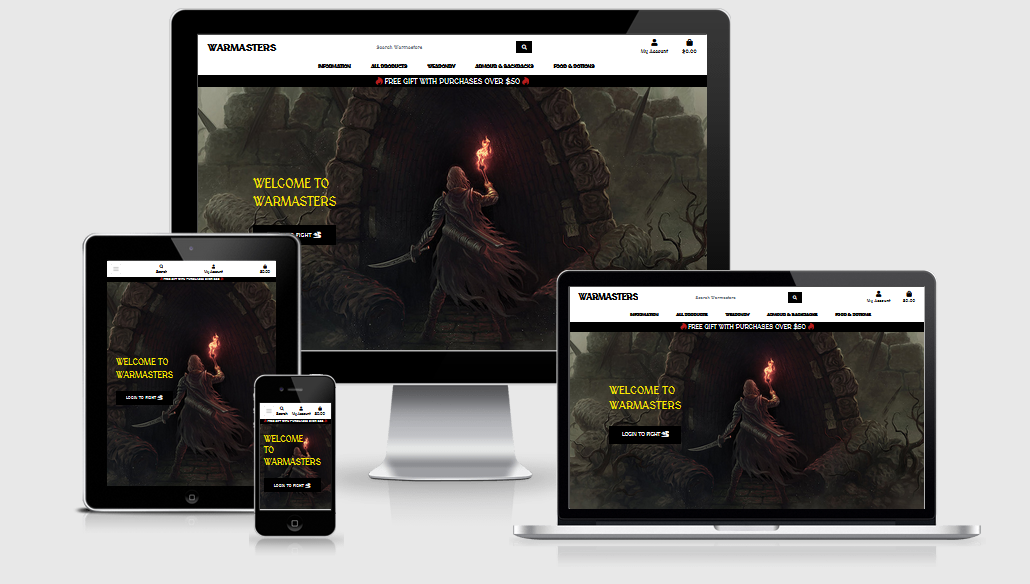 WARMASTERS
Search Warmasters
My Account
$0.00
INFORMATION ALL PRODUCTS WEAPONRY ARMOUR & BACKPACKS FOOD & POTIONS
FREE GIFT WITH PURCHASES OVER $50
WELCOME TO
WARMASTERS
FIGHT
Search My Account $0.00
FREE GIFT WITH PURCHASES OVER $50
WELCOME TO
WARMASTERS
LOGIN TO FIGHT
Search My Account $0.00
FREE GIFT WITH PURCHASES OVER $50
WELCOME
TO
WARMASTERS
LOGIN TO FIGHT
WARMASTERS
Search Warmasters
My Account
$0.00
INFORMATION ALL PRODUCTS WEAPONRY ARMOUR & BACKPACKS FOOD & POTIONS
FREE GIFT WITH PURCHASES OVER $50
WELCOME TO
WARMASTERS
LOGIN TO FIGHT